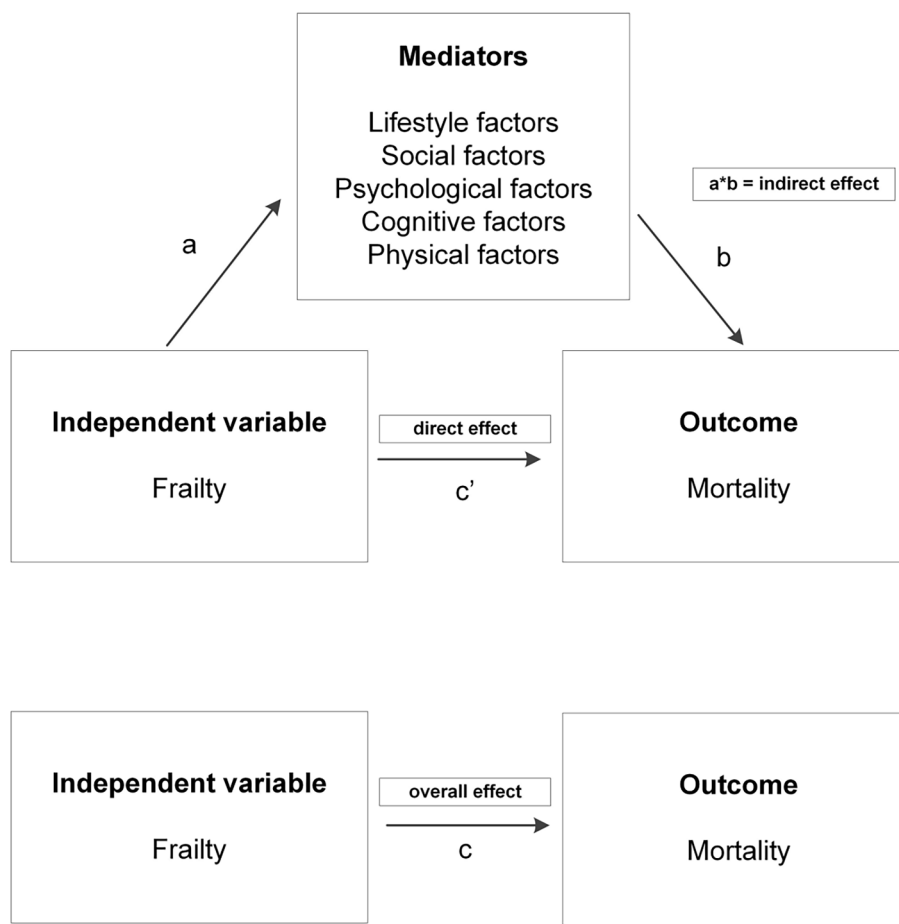 Mediators
Lifestyle factors
Social factors
Psychological factors
Cognitive factors
Physical factors
a*b = indirect effect
a
b
Independent variable
Frailty
direct effect
c’
Outcome
Mortality
Independent variable
Frailty
overall effect
c
Outcome
Mortality